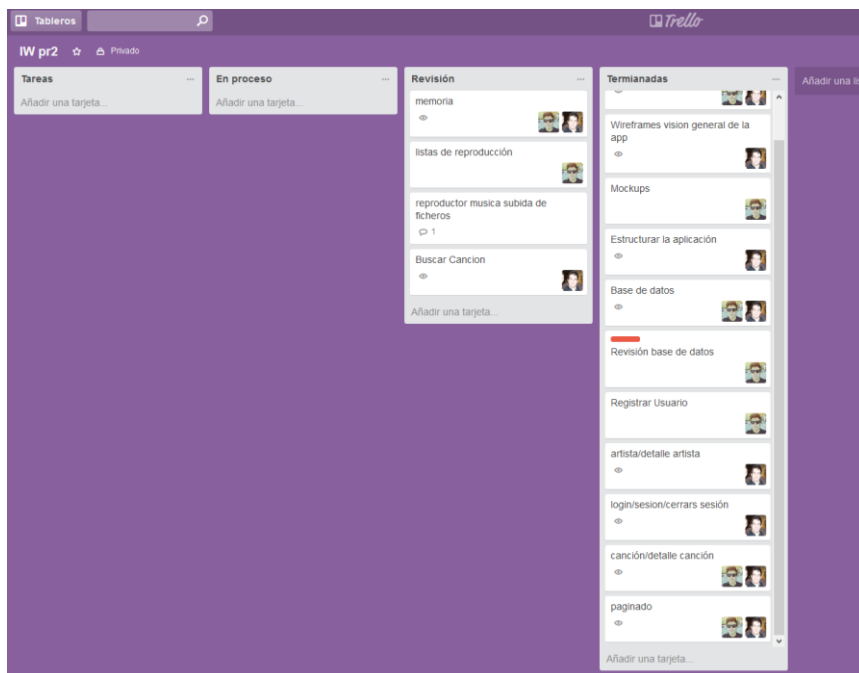 Tableros
Trello
IW pr2
Privado
Tareas
Añadir una tarjeta...
En proceso
Añadir una tarjeta...
Revisión
memoria
listas de reproducción
reproductor musica subida de
ficheros
1
Buscar Cancion
Añadir una tarjeta...
Termianadas
Wireframes vision general de la
app
Mockups
Estructurar la aplicación
Base de datos
Revisión base de datos
Registrar Usuario
artista/detalle artista
login/sesion/cerrars sesión
canción/detalle canción
paginado
Añadir una tarjeta...
Añadir una